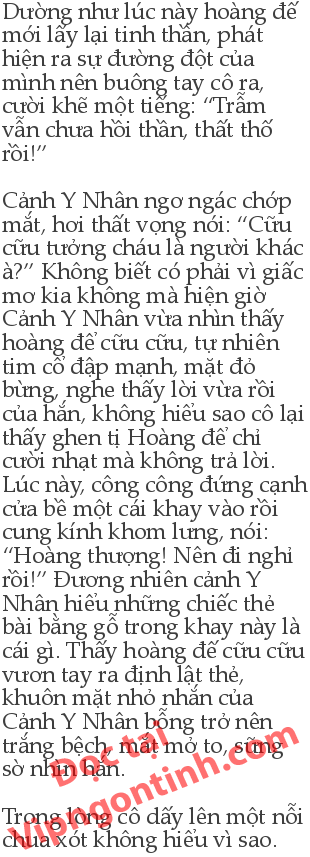 Dường như lúc này hoàng đế
mới lấy lại tinh thần, phát
hiện ra sự đường đột của
mình nên buông tay cô ra,
cười khẽ một tiếng: “Trẫm
vẫn chưa hồi thần, thất thố
rồi!”
Cảnh Y Nhân ngơ ngác chớp
mắt, hơi thất vọng nói: “Cữu
cữu tưởng cháu là người khác
à?” Không biết có phải vì giấc
mơ kia không mà hiện giờ
Cảnh Y Nhân vừa nhìn thấy
hoàng để cữu cữu, tự nhiên
tim cổ đập mạnh, mặt đỏ
bừng, nghe thấy lời vừa rồi
của hắn, không hiểu sao cô lại
thấy ghen tị Hoàng để chỉ
cười nhạt mà không trả lời.
Lúc này, công công đứng cạnh
cửa bề một cái khay vào rồi
cung kính khom lưng, nói:
“Hoàng thượng! Nên đi nghỉ
rồi!” Đương nhiên cảnh Y
Nhân hiểu những chiếc thẻ
bài bằng gỗ trong khay này là
cái gì. Thấy hoàng đế cữu cữu
vươn tay ra định lật thẻ,
khuôn mặt nhỏ nhắn của
Cảnh Y Nhân bỗng trở nên
trắng bệch, mắt mở to, sững
sờ nhìn hắn.
Trong lòng cô dấy lên một nỗi
chua xót không hiểu vì sao.
Đọc tại
Vipngontinh.com